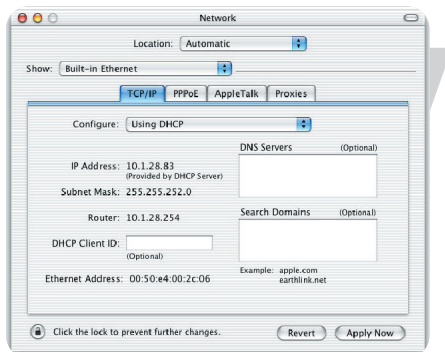 Network
Location: Automatic
Show: Built-in Ethernet
TCP/IP PPPoE AppleTalk Proxies
Configure: Using DHCP
DNS Servers (Optional)
IP Address: 10.1.28.83
(Provided by DHCP Server)
Subnet Mask: 255.255.252.0
Router: 10.1.28.254
Search Domains (Optional)
DHCP Client ID:
(Optional)
Ethernet Address: 00:50:e4:00:2c:06
Example: apple.com
earthlink.net
Click the lock to prevent further changes.
Revert Apply Now